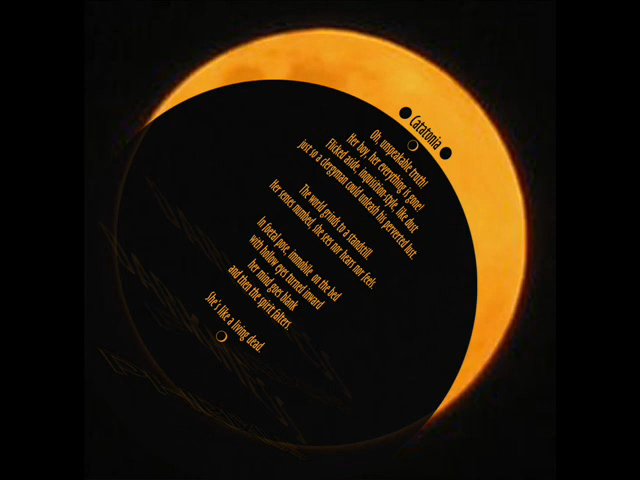 Catatonia
Oh, unspeakable truth!
Her boy, her everything is gone!
Flicked aside, inquisition-style, like dust,
just so a clergyman could unleash his perverted lust.
The world grinds to a standstill.
Her senses numbed, she sees nor hears nor feels.
In foetal pose, immobile on the bed
with hollow eyes turned inward
her mind goes blank
and then the spirit falters.
She's like a living dead.